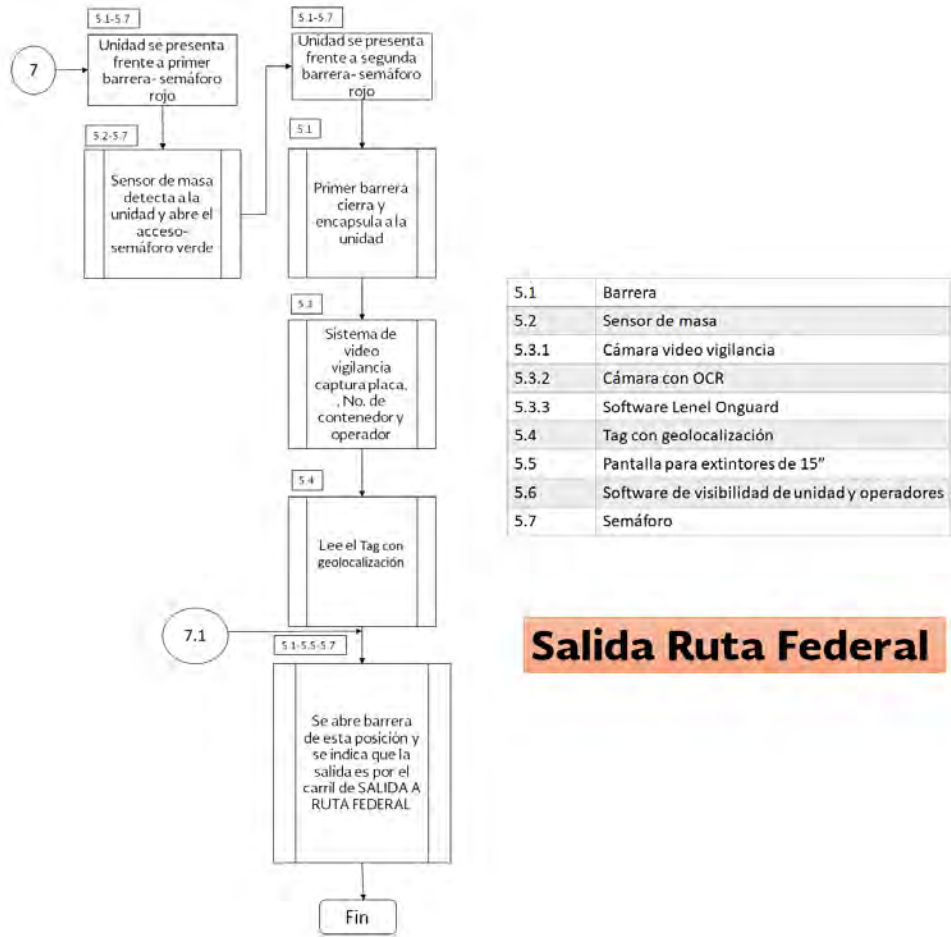 5.1-5.7
7
Unidad se presenta
frente a primer
barrera- semáforo
rojo
5.2-5.7
Sensor de masa
detecta a la
unidad y abre el
acceso-
semáforo verde
5.1-5.7
Unidad se presenta
frente a segunda
barrera- semáforo
rojo
5.1
Primer barrera
cierra y
encapsula a la
unidad
5.3
Sistema de
video
vigilancia
captura placa,
, No. de
contenedor y
operador
5.4
Lee el Tag con
geolocalización
7.1
5.1-5.5-5.7
Se abre barrera
de esta posición y
se indica que la
salida es por el
carril de SALIDA A
RUTA FEDERAL
Fin
5.1 Barrera
5.2 Sensor de masa
5.3.1 Cámara video vigilancia
5.3.2 Cámara con OCR
5.3.3 Software Lenel Onguard
5.4 Tag con geolocalización
5.5 Pantalla para extintores de 15"
5.6 Software de visibilidad de unidad y operadores
5.7 Semáforo
Salida Ruta Federal